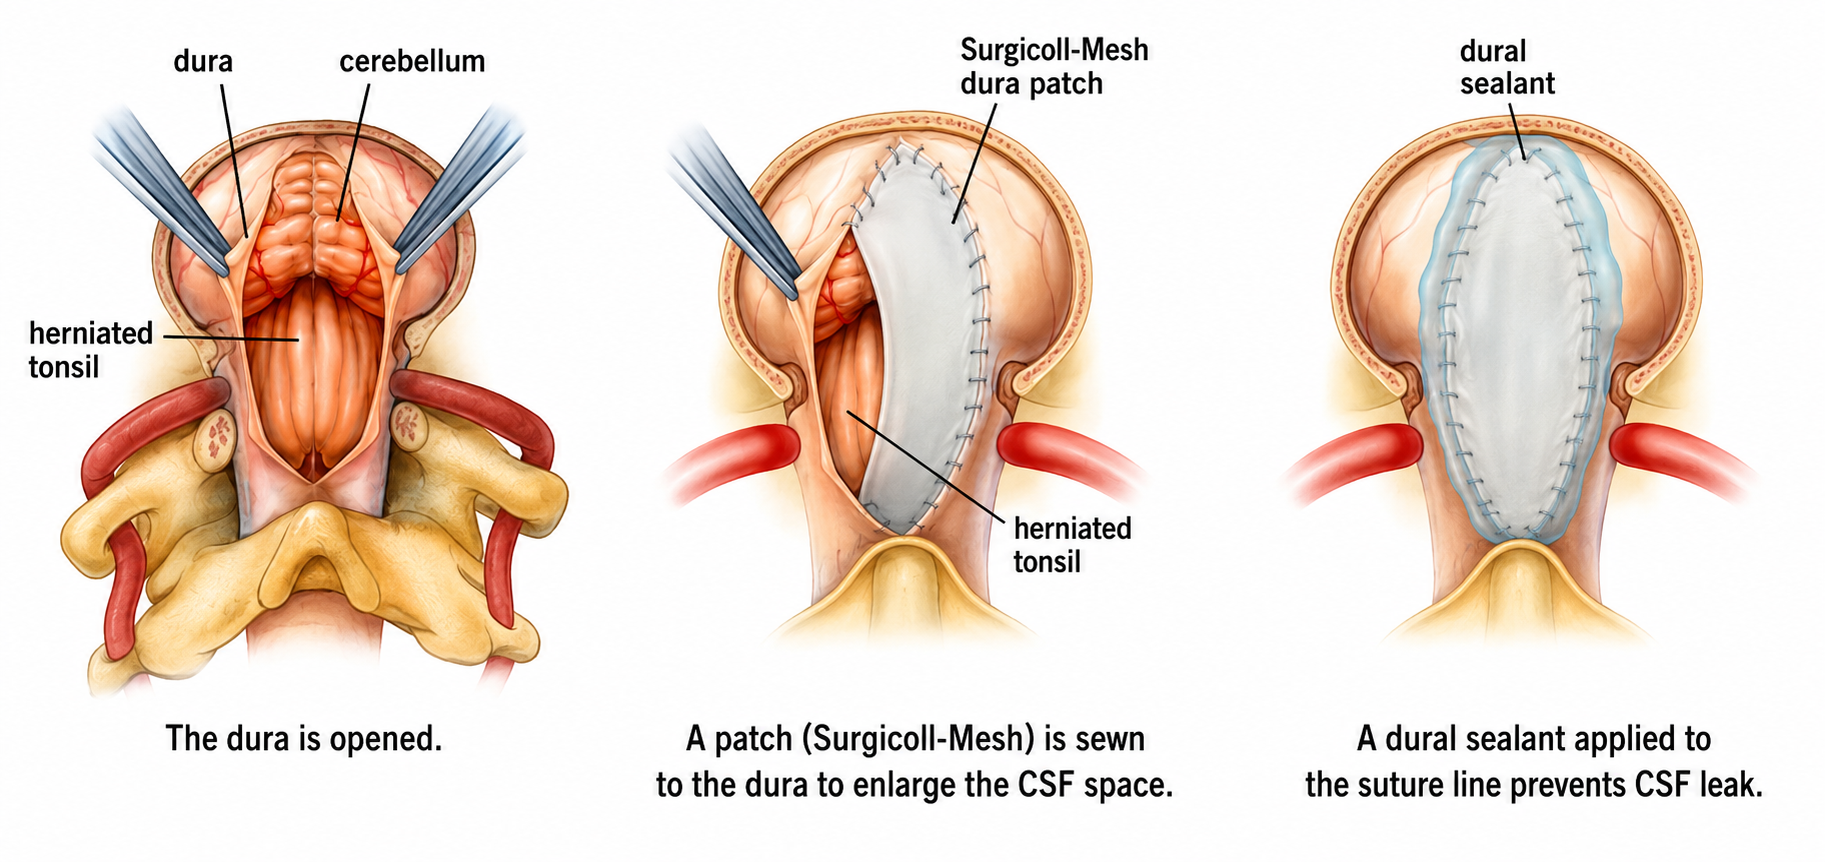 dura
cerebellum
herniated
tonsil
The dura is opened.
Surgicoll-Mesh
dura patch
herniated
tonsil
A patch (Surgicoll-Mesh) is sewn
to the dura to enlarge the CSF space.
dural
sealant
A dural sealant applied to
the suture line prevents CSF leak.